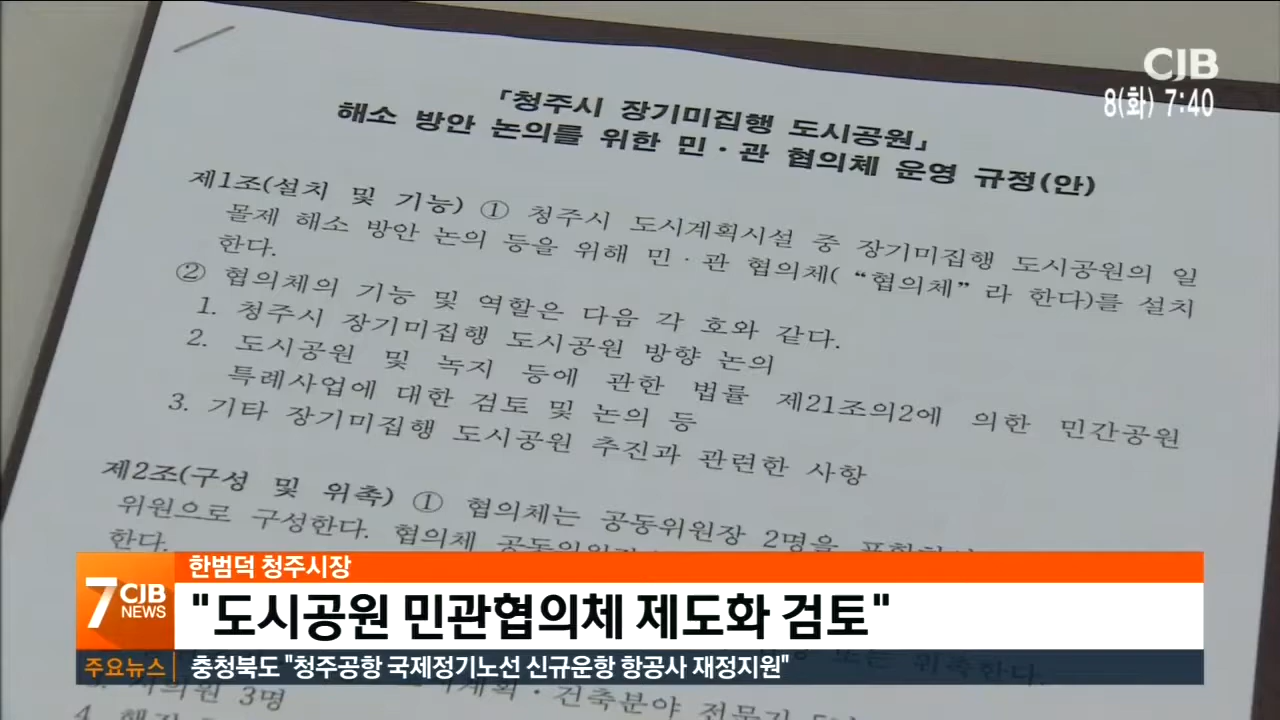 CJB
8(화) 7:40
「청주시 장기미집행 도시공원」
해소 방안 논의를 위한 민·관 협의체 운영 규정(안)
제1조(설치 및 기능) ① 청주시 도시계획시설 중 장기미집행 도시공원의 일
몰제 해소 방안 논의 등을 위해 민·관 협의체( “협의체” 라 한다)를 설치
한다.
② 협의체의 기능 및 역할은 다음 각 호와 같다.
1. 청주시 장기미집행 도시공원 방향 논의
2. 도시공원 및 녹지 등에 관한 법률 제21조의2에 의한 민간공원
특례사업에 대한 검토 및 논의 등
3. 기타 장기미집행 도시공원 추진과 관련한 사항
제2조(구성 및 위촉) ① 협의체는 공동위원장 2명을
위원으로 구성한다. 협의체
한다.
한범덕 청주시장
7 CJB NEWS
"도시공원 민관협의체 제도화 검토"
주요뉴스 충청북도 "청주공항 국제정기노선 신규운항 항공사 재정지원"
3명
건축분야
4.